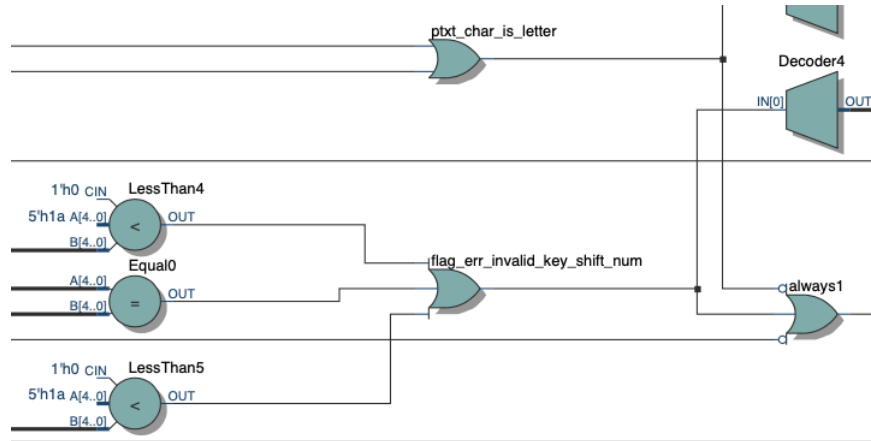 ptxt_char_is_letter
Decoder4
IN[0] OUT
1'h0 CIN LessThan4
5'h1a A[4..0] < OUT
B[4..0]
Equal0
A[4..0] = OUT
B[4..0]
flag_err_invalid_key_shift_num
always1
1'h0 CIN LessThan5
5'h1a A[4..0] < OUT
B[4..0]